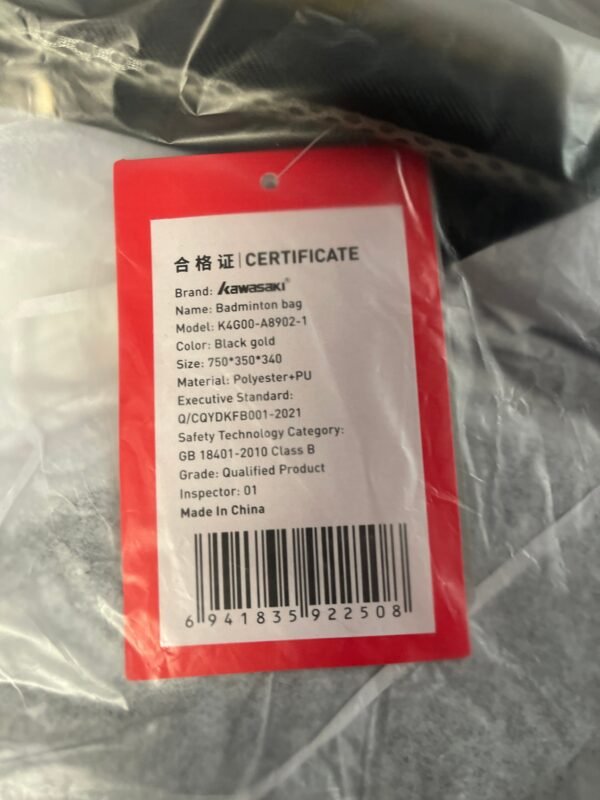 合格证|CERTIFICATE
Brand: Kawasaki®
Name: Badminton bag
Model: K4G00-A8902-1
Color: Black gold
Size: 750*350*340
Material: Polyester+PU
Executive Standard:
Q/CQYDKFB001-2021
Safety Technology Category:
GB 18401-2010 Class B
Grade: Qualified Product
Inspector: 01
Made In China
6 941835 922508